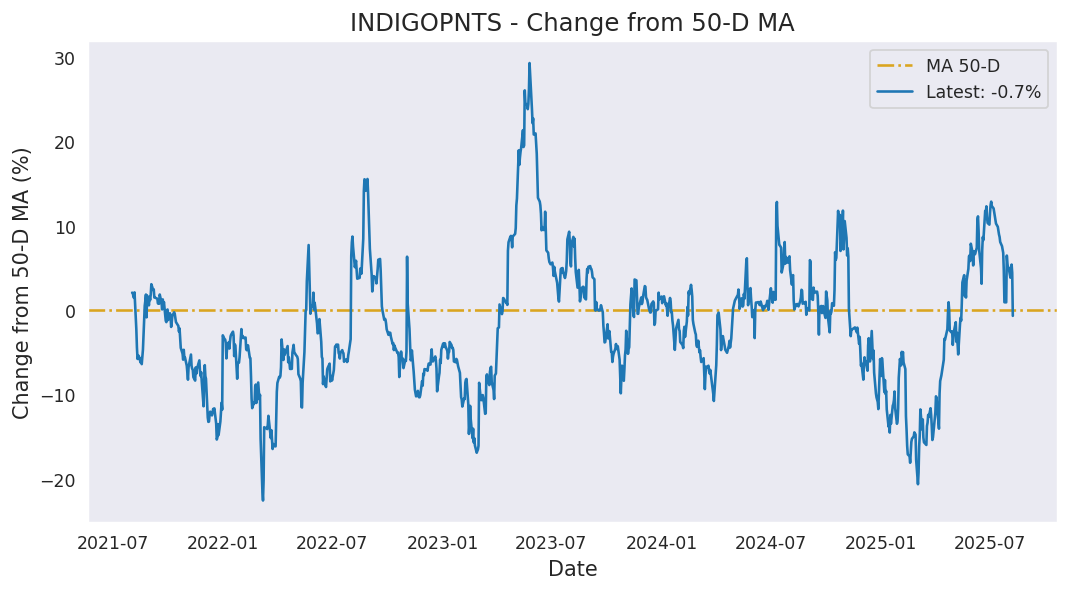 INDIGOPNTS - Change from 50-D MA
MA 50-D
Latest: -0.7%
Change from 50-D MA (%)
30
20
10
0
−10
−20
2021-07 2022-01 2022-07 2023-01 2023-07 2024-01 2024-07 2025-01 2025-07
Date